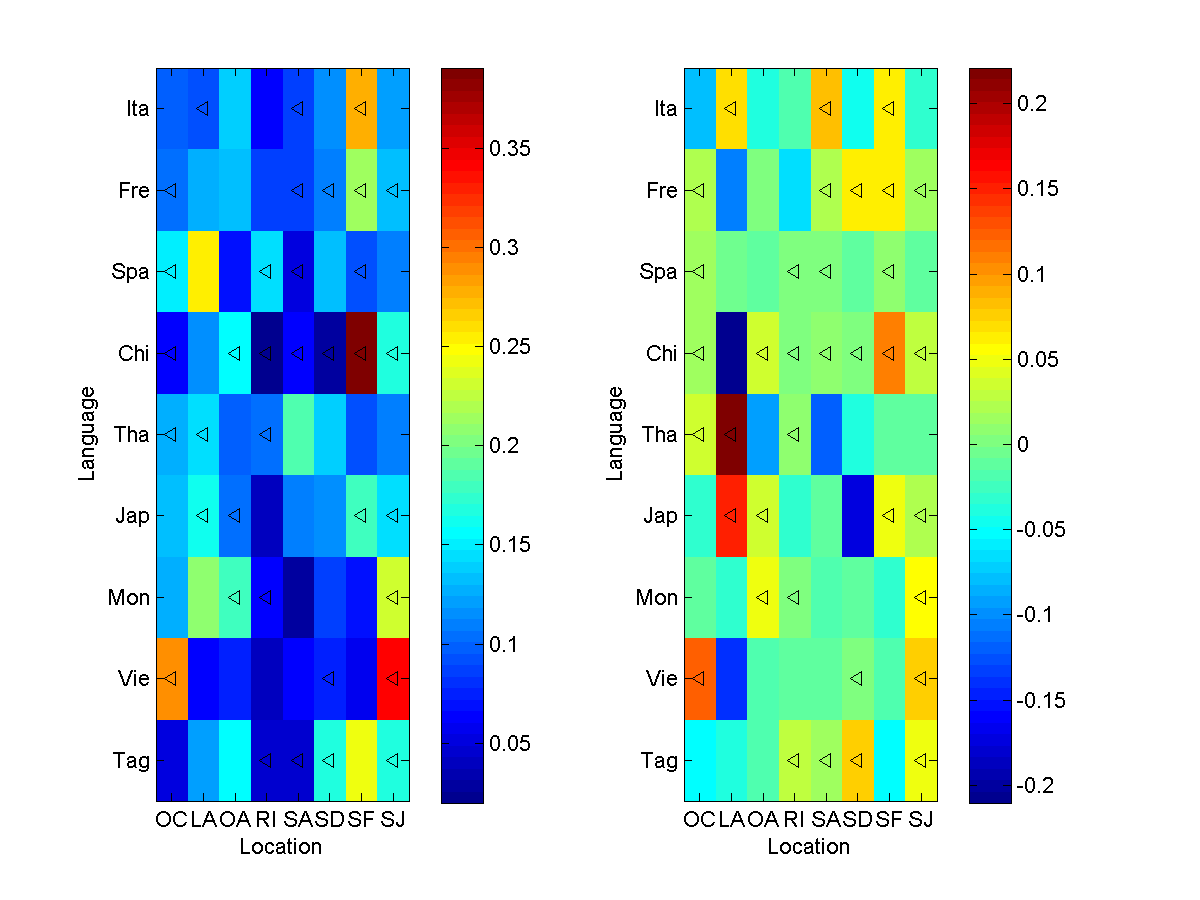 Ita
Fre
Spa
Chi
Tha
Jap
Mon
Vie
Tag
Language
OC LA OA RI SA SD SF SJ
Location
0.35
0.3
0.25
0.2
0.15
0.1
0.05
Ita
Fre
Spa
Chi
Tha
Jap
Mon
Vie
Tag
Language
OC LA OA RI SA SD SF SJ
Location
0.2
0.15
0.1
0.05
0
-0.05
-0.1
-0.15
-0.2